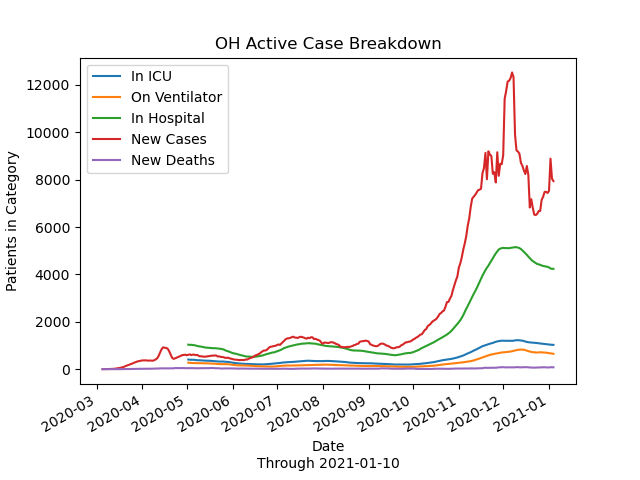 OH Active Case Breakdown
In ICU
On Ventilator
In Hospital
New Cases
New Deaths
Patients in Category
12000
10000
8000
6000
4000
2000
0
2020-03
2020-04
2020-05
2020-06
2020-07
2020-08
2020-09
2020-10
2020-11
2020-12
2021-01
Date
Through 2021-01-10